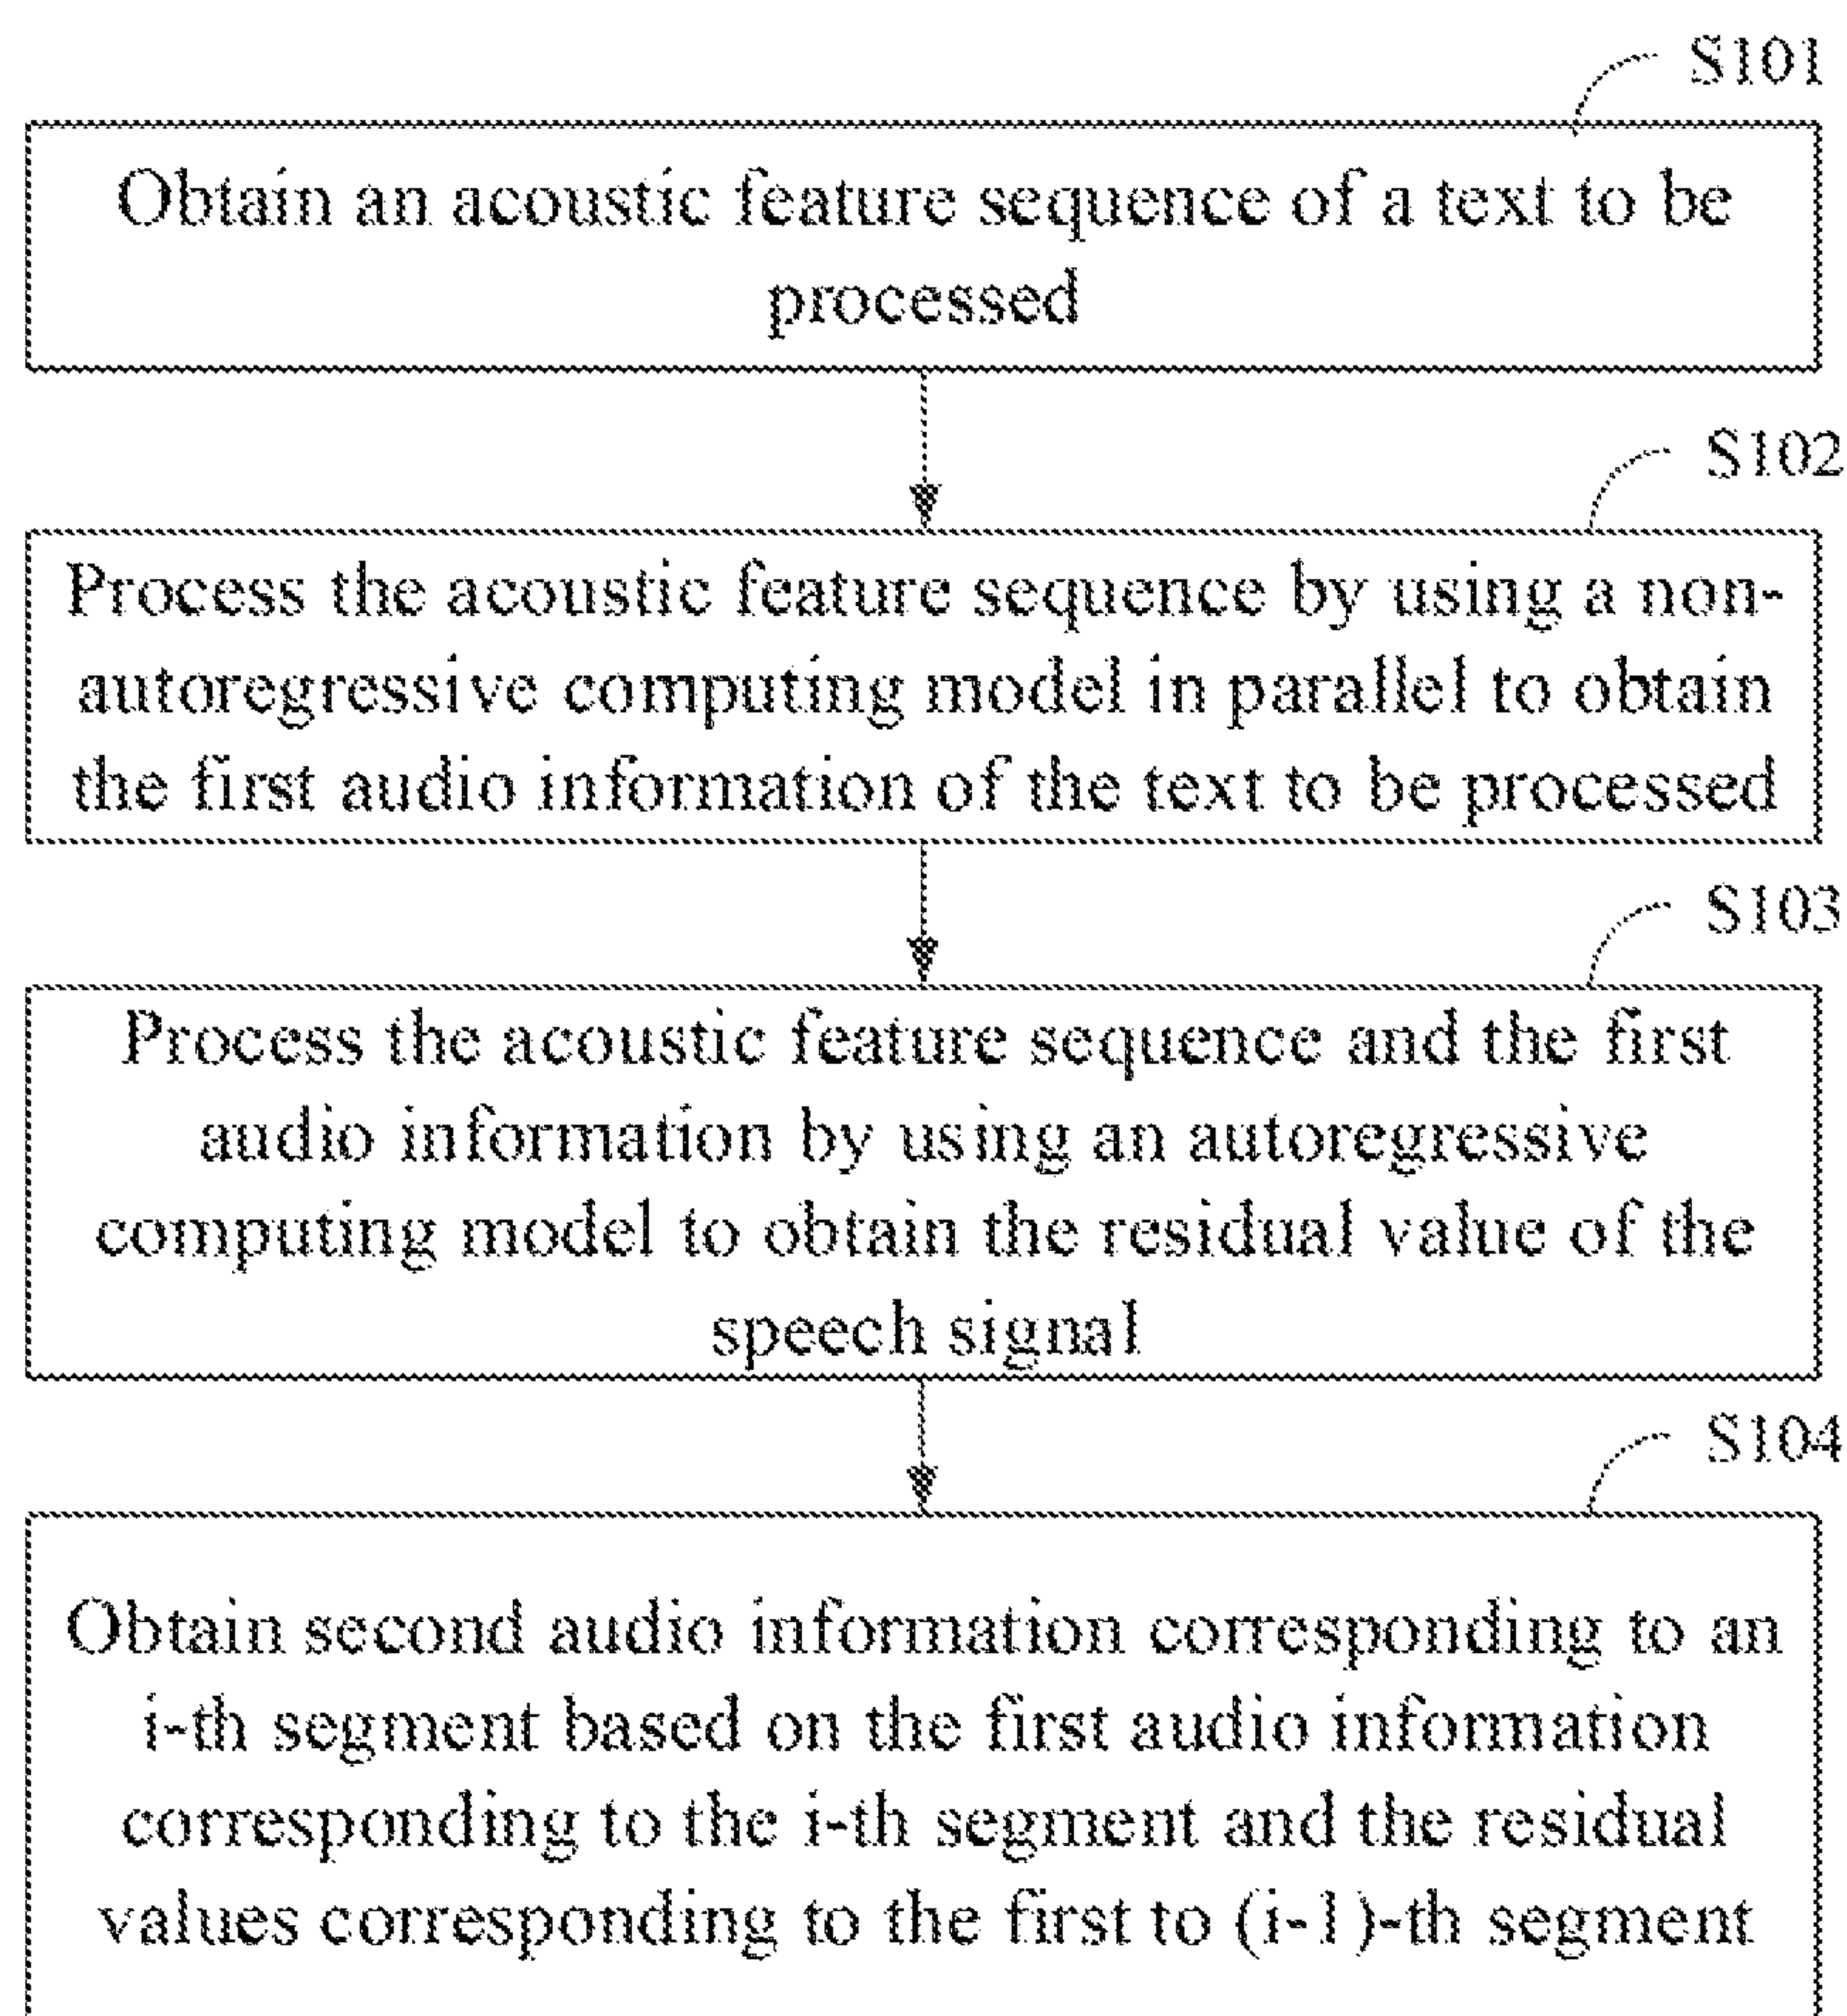 S101
Obtain an acoustic feature sequence of a text to be
processed
S102
Process the acoustic feature sequence by using a non-
autoregressive computing model in parallel to obtain
the first audio information of the text to be processed
S103
Process the acoustic feature sequence and the first
audio information by using an autoregressive
computing model to obtain the residual value of the
speech signal
S104
Obtain second audio information corresponding to an
i-th segment based on the first audio information
corresponding to the i-th segment and the residual
values corresponding to the first to (i-1)-th segment